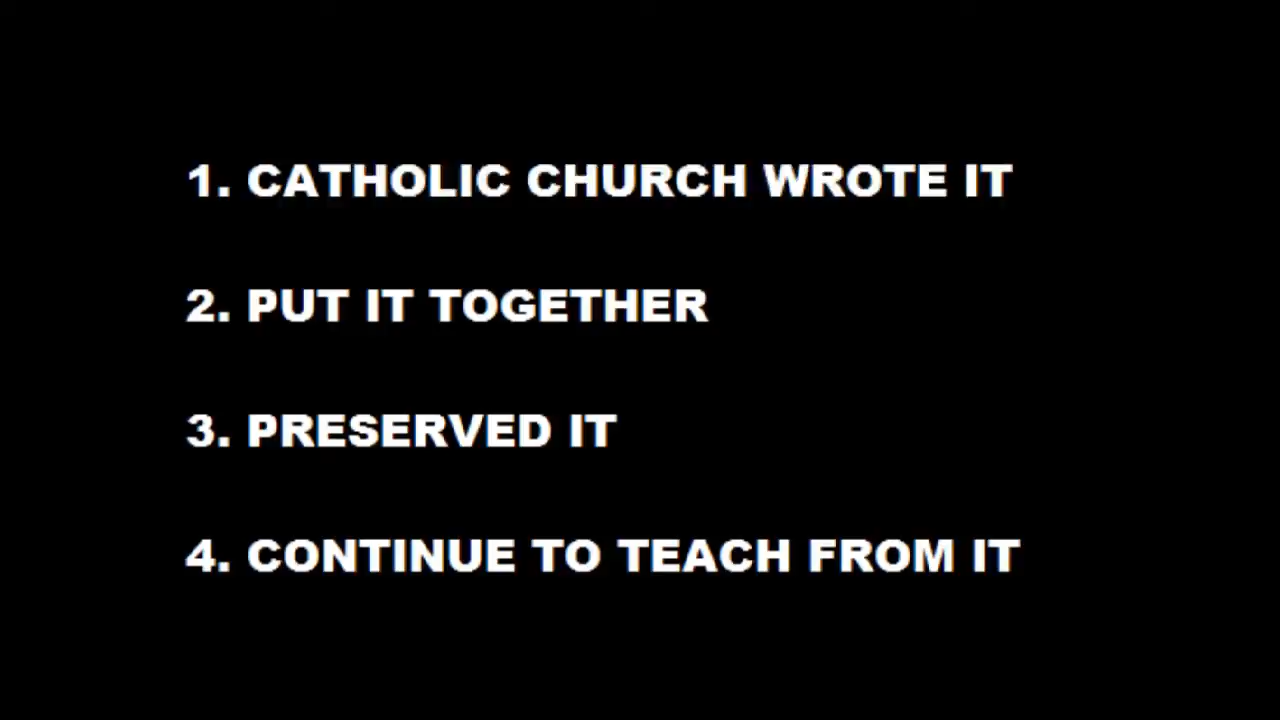 1. CATHOLIC CHURCH WROTE IT
2. PUT IT TOGETHER
3. PRESERVED IT
4. CONTINUE TO TEACH FROM IT